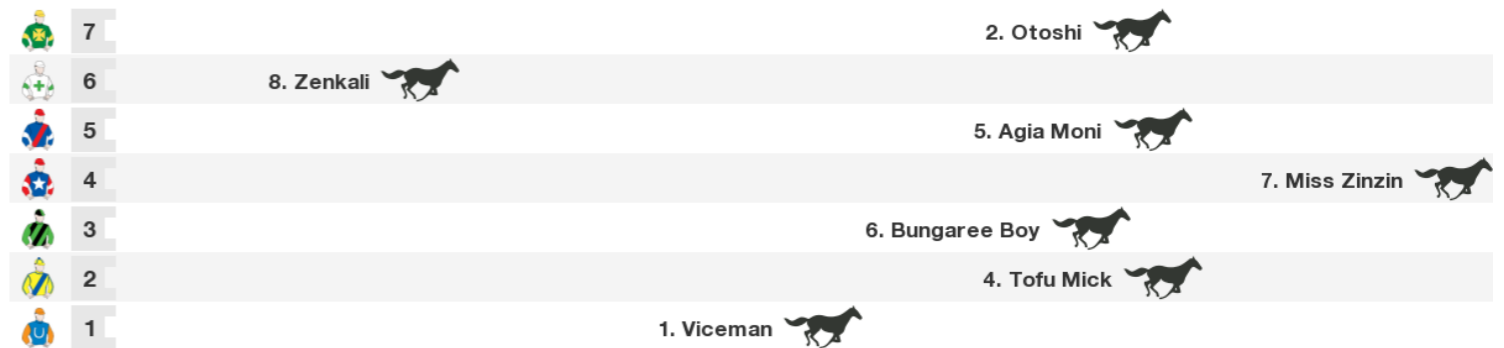 7 2. Otoshi
6 8. Zenkali
5 5. Agia Moni
4 7. Miss Zinzin
3 6. Bungaree Boy
2 4. Tofu Mick
1 1. Viceman